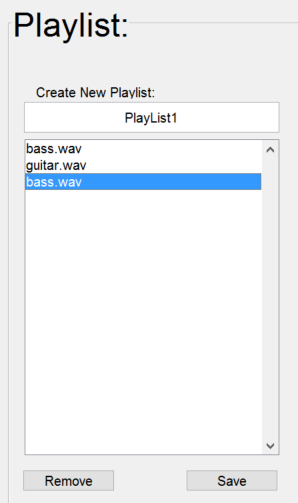 Playlist:
Create New Playlist:
PlayList1
bass.wav
guitar.wav
bass.wav
Remove
Save